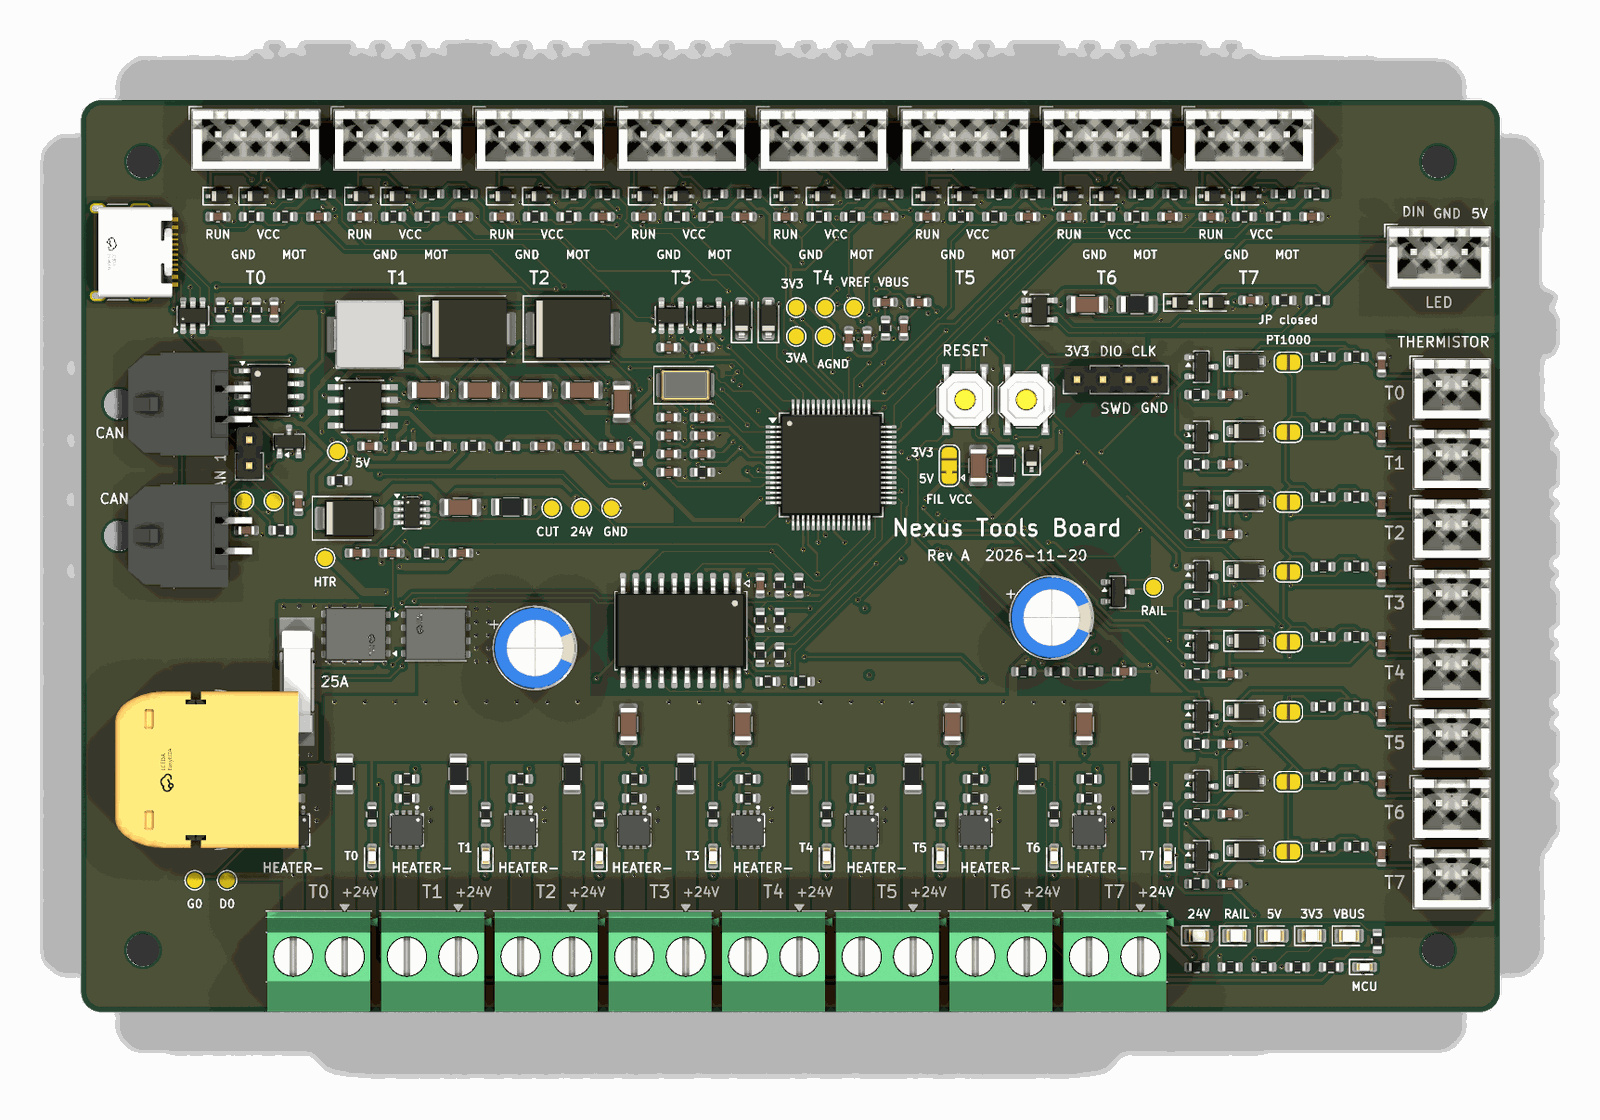 RUN VCC RUN VCC RUN VCC RUN VCC RUN VCC RUN VCC RUN VCC RUN VCC
GND MOT GND MOT GND MOT GND MOT GND MOT GND MOT GND MOT GND MOT
T0 T1 T2 T3 T4 T5 T6 T7
DIN GND 5V
LED
3V3 VREF VBUS
3VA AGND
JP closed
PT1000
THERMISTOR
RESET
3V3 DIO CLK
SWD GND
T0
T1
T2
T3
T4
T5
T6
T7
CAN
CAN
5V
3V3
5V
FIL VCC
CUT 24V GND
HTR
Nexus Tools Board
Rev A 2026-11-20
RAIL
25A
T0 T1 T2 T3 T4 T5 T6 T7
HEATER- HEATER- HEATER- HEATER- HEATER- HEATER- HEATER- HEATER-
T0 +24V T1 +24V T2 +24V T3 +24V T4 +24V T5 +24V T6 +24V T7 +24V
G0 D0
24V RAIL 5V 3V3 VBUS
MCU